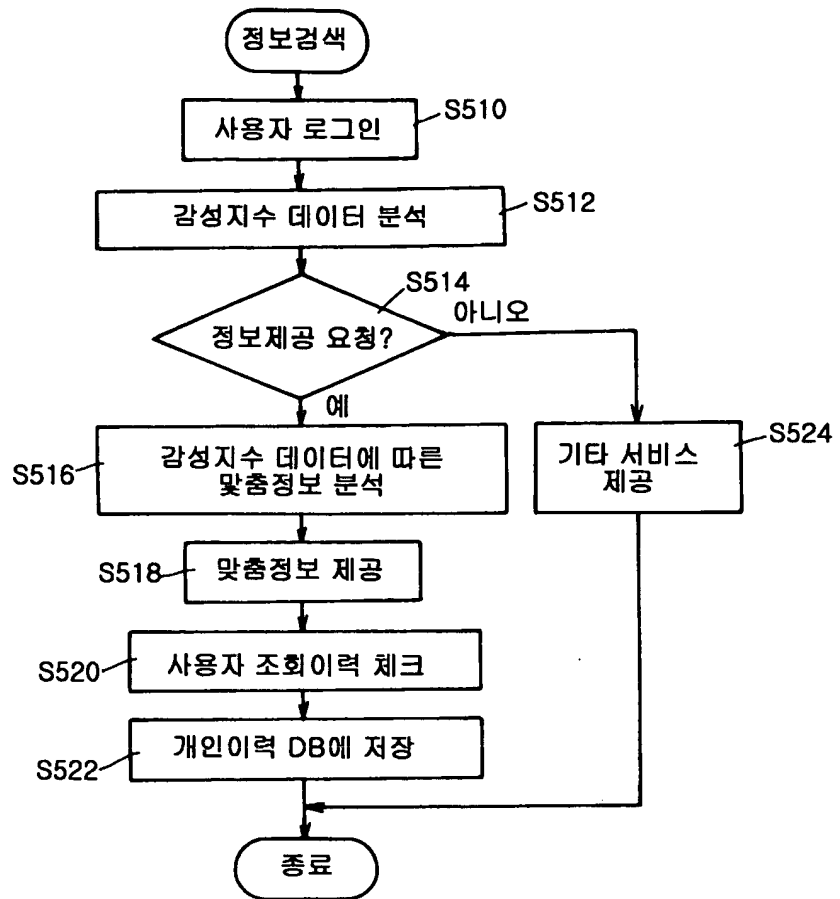 정보검색
사용자 로그인
S510
감성지수 데이터 분석
S512
S514
정보제공 요청?
아니오
예
S516
감성지수 데이터에 따른
맞춤정보 분석
기타 서비스
제공
S524
S518
맞춤정보 제공
S520
사용자 조회이력 체크
S522
개인이력 DB에 저장
종료